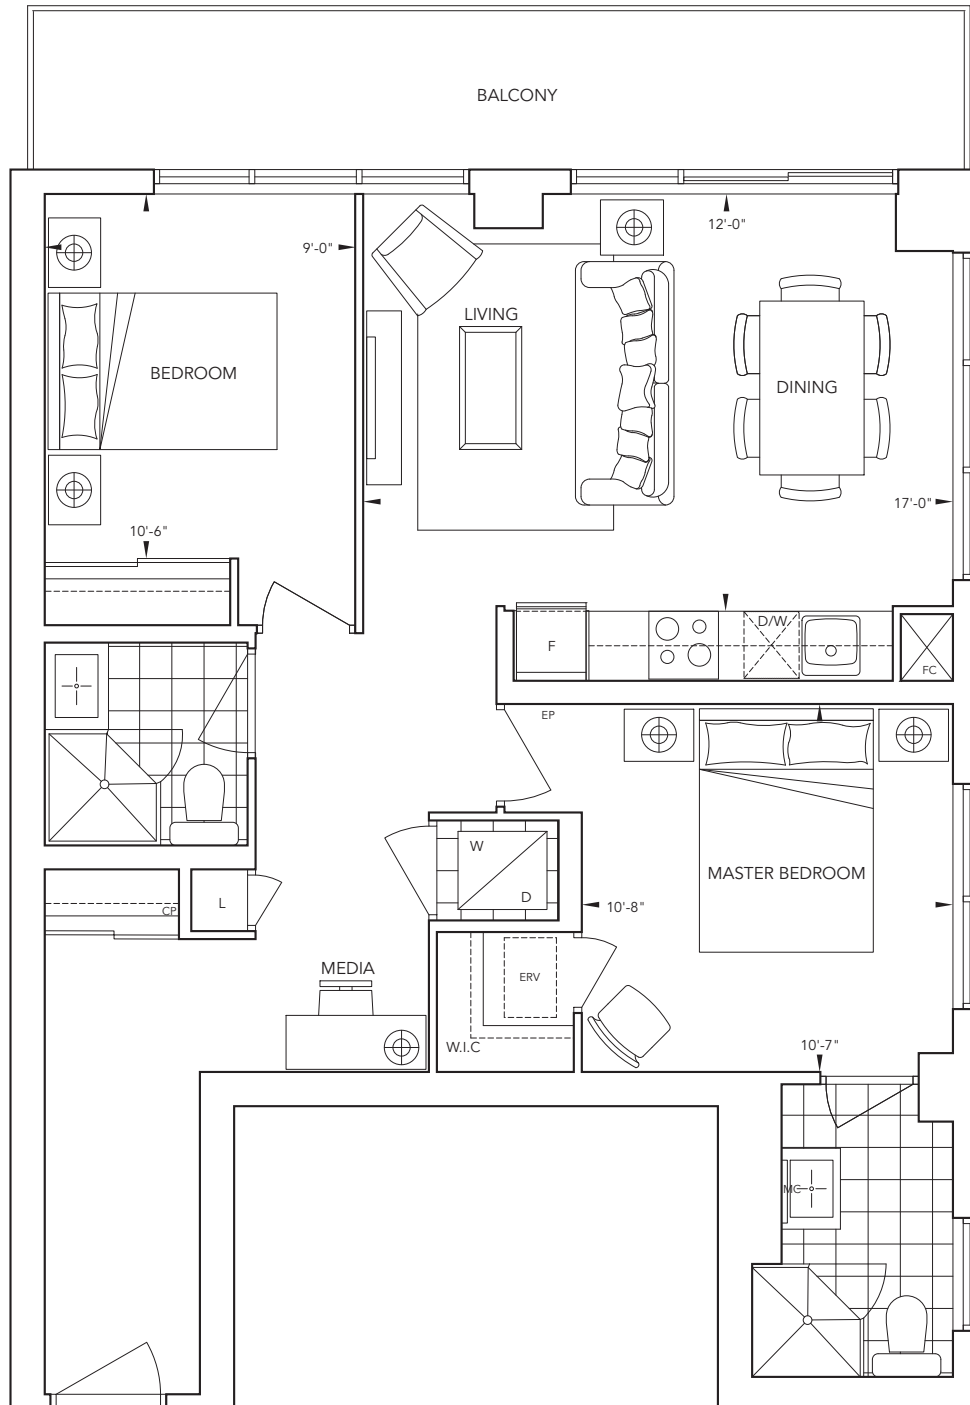 BALCONY
12'-0"
9'-0"
LIVING
BEDROOM
DINING
17'-0"
10'-6"
D/W
F
FC
EP
W
MASTER BEDROOM
D
L
CP
10'-8"
MEDIA
ERV
W.I.C
10'-7"
MC